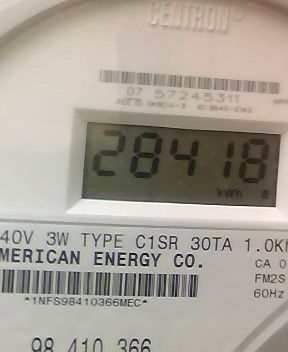 CENTRON®
07 57245311
28418
kWh
40V 3W TYPE C1SR 30TA 1.0K
MERICAN ENERGY CO.
CA 0
FM2S
60Hz
*1NFS98410366MEC*
98 410 366